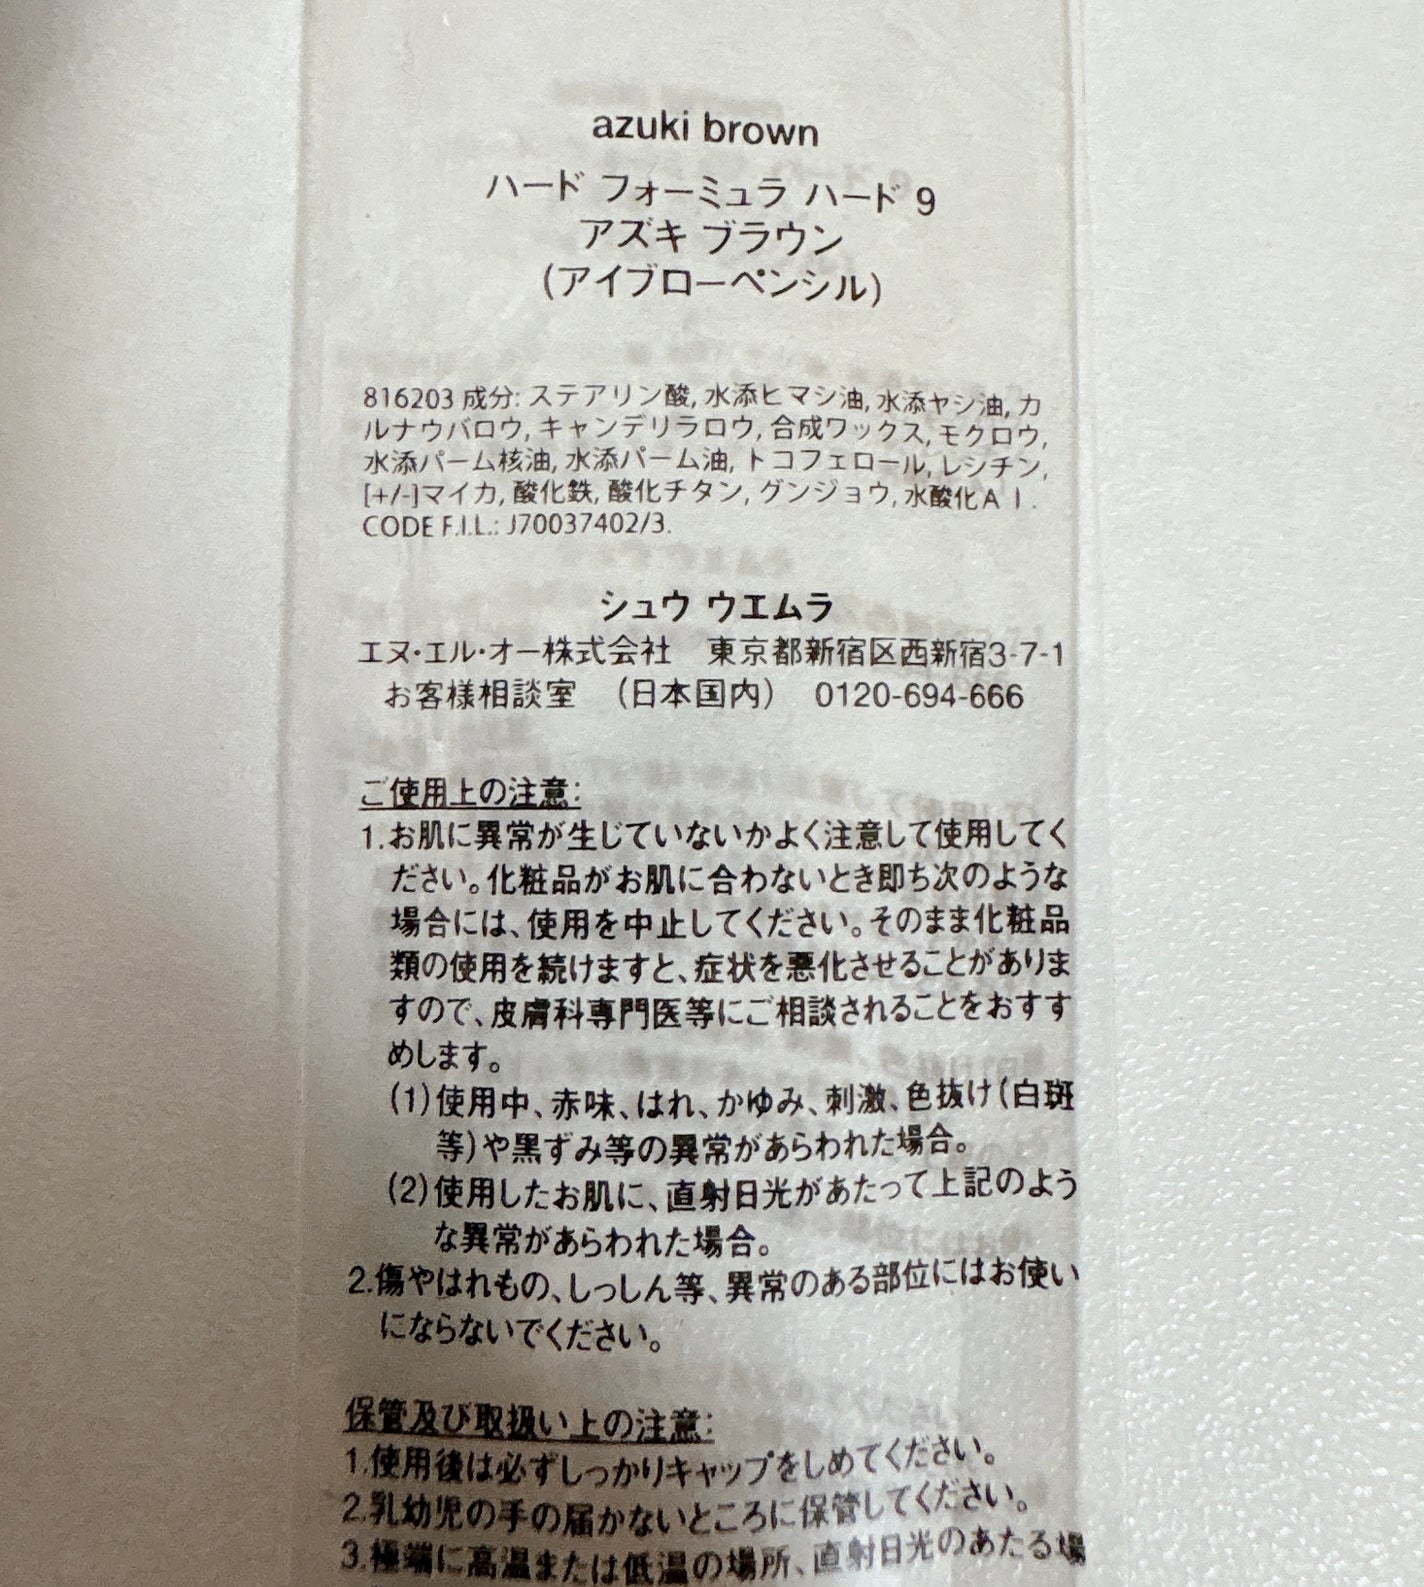 azuki brown
ハード フォーミュラ ハード 9
アズキ ブラウン
(アイブローペンシル)
816203 成分: ステアリン酸, 水添ヒマシ油, 水添ヤシ油, カ
ルナウバロウ, キャンデリラロウ, 合成ワックス, モクロウ,
水添パーム核油, 水添パーム油, トコフェロール, レシチン,
[+/-]マイカ, 酸化鉄, 酸化チタン, グンジョウ, 水酸化Ａｌ.
CODE F.I.L.: J70037402/3.
シュウ ウエムラ
エヌ・エル・オー株式会社　東京都新宿区西新宿3-7-1
お客様相談室　（日本国内）　0120-694-666
ご使用上の注意:
1.お肌に異常が生じていないかよく注意して使用してく
ださい。化粧品がお肌に合わないとき即ち次のような
場合には、使用を中止してください。そのまま化粧品
類の使用を続けますと、症状を悪化させることがありま
すので、皮膚科専門医等にご相談されることをおすす
めします。
(1)使用中、赤味、はれ、かゆみ、刺激、色抜け(白斑
等)や黒ずみ等の異常があらわれた場合。
(2)使用したお肌に、直射日光があたって上記のよう
な異常があらわれた場合。
2.傷やはれもの、しっしん等、異常のある部位にはお使い
にならないでください。
保管及び取扱い上の注意:
1.使用後は必ずしっかりキャップをしめてください。
2.乳幼児の手の届かないところに保管してください。
3.極端に高温または低温の場所、直射日光のあたる場